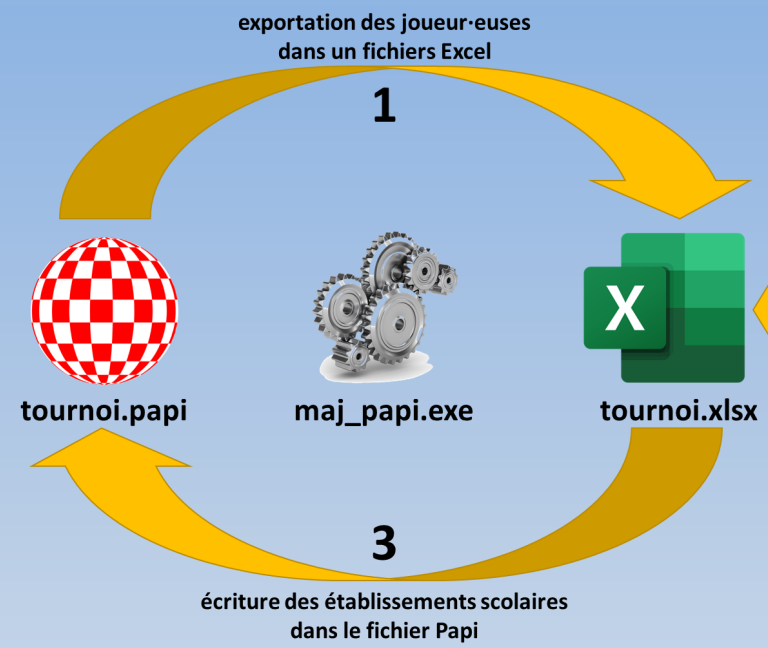 exportation des joueur·euses
dans un fichiers Excel
1
X
tournoi.papi
maj_papi.exe
tournoi.xlsx
3
écriture des établissements scolaires
dans le fichier Papi